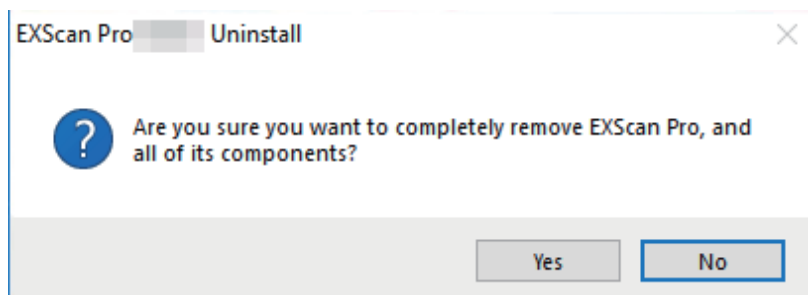 EXScan Pro Uninstall
?
Are you sure you want to completely remove EXScan Pro, and
all of its components?
Yes No